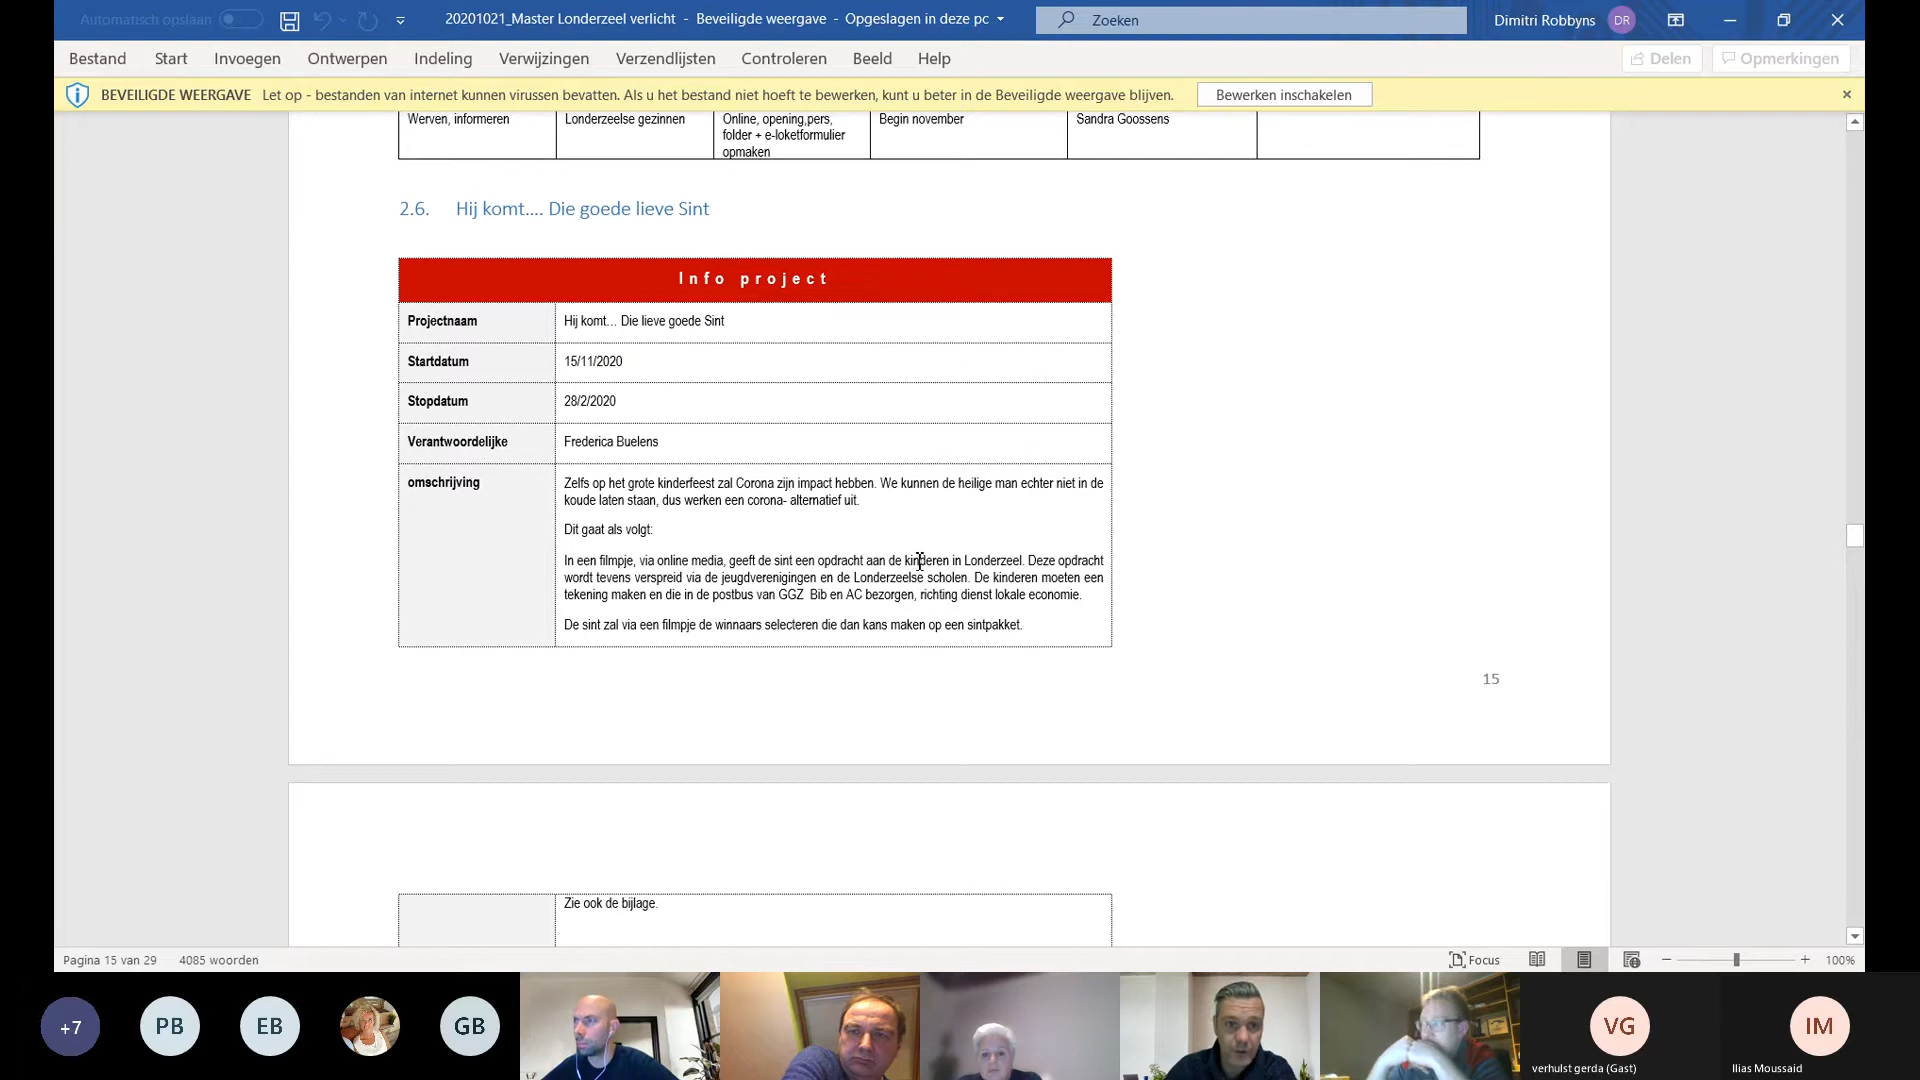 Automatisch opslaan
20201021_Master Londerzeel verlicht - Beveiligde weergave - Opgeslagen in deze pc
Zoeken
Dimitri Robbyns
DR
Bestand Start Invoegen Ontwerpen Indeling Verwijzingen Verzendlijsten Controleren Beeld Help
Delen
Opmerkingen
BEVEILIGDE WEERGAVE Let op - bestanden van internet kunnen virussen bevatten. Als u het bestand niet hoeft te bewerken, kunt u beter in de Beveiligde weergave blijven.
Bewerken inschakelen
Werven, informeren
Londerzeelse gezinnen
Online, opening,pers,
folder + e-loketformulier
opmaken
Begin november
Sandra Goossens
2.6. Hij komt.... Die goede lieve Sint
Info project
Projectnaam Hij komt... Die lieve goede Sint
Startdatum 15/11/2020
Stopdatum 28/2/2020
Verantwoordelijke Frederica Buelens
omschrijving Zelfs op het grote kinderfeest zal Corona zijn impact hebben. We kunnen de heilige man echter niet in de
koude laten staan, dus werken een corona- alternatief uit.
Dit gaat als volgt:
In een filmpje, via online media, geeft de sint een opdracht aan de kinderen in Londerzeel. Deze opdracht
wordt tevens verspreid via de jeugdverenigingen en de Londerzeelse scholen. De kinderen moeten een
tekening maken en die in de postbus van GGZ Bib en AC bezorgen, richting dienst lokale economie.
De sint zal via een filmpje de winnaars selecteren die dan kans maken op een sintpakket.
15
Zie ook de bijlage.
Pagina 15 van 29 4085 woorden
Focus
100%
+7
PB
EB
GB
VG
verhulst gerda (Gast)
IM
Ilias Moussaid